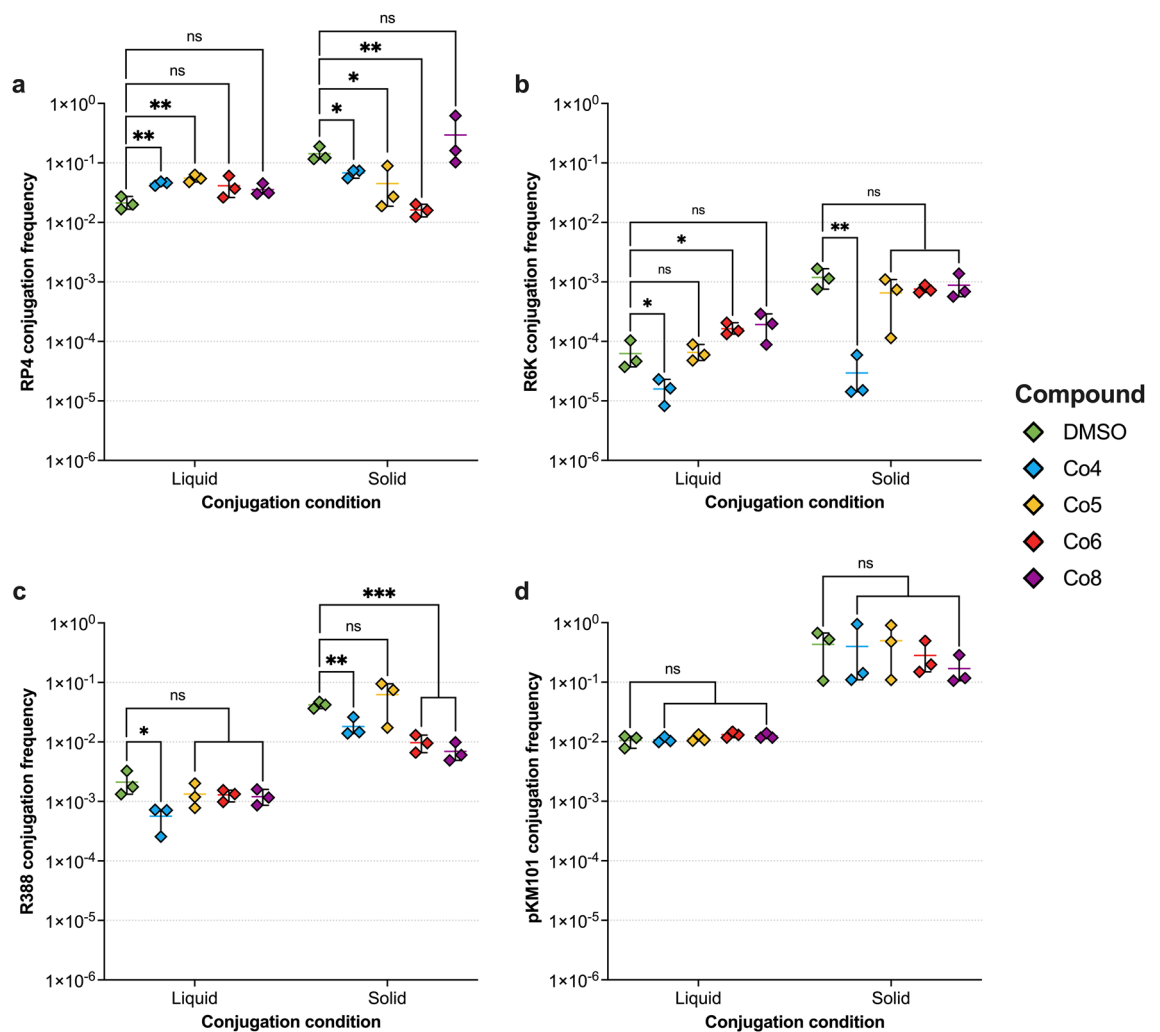 a
ns
ns
**
**
ns
**
*
*
1×10⁰
1×10⁻¹
1×10⁻²
1×10⁻³
1×10⁻⁴
1×10⁻⁵
1×10⁻⁶
RP4 conjugation frequency
Liquid
Solid
Conjugation condition
b
ns
*
ns
*
ns
**
1×10⁰
1×10⁻¹
1×10⁻²
1×10⁻³
1×10⁻⁴
1×10⁻⁵
1×10⁻⁶
R6K conjugation frequency
Liquid
Solid
Conjugation condition
Compound
DMSO
Co4
Co5
Co6
Co8
c
ns
*
***
ns
**
1×10⁰
1×10⁻¹
1×10⁻²
1×10⁻³
1×10⁻⁴
1×10⁻⁵
1×10⁻⁶
R388 conjugation frequency
Liquid
Solid
Conjugation condition
d
ns
ns
1×10⁰
1×10⁻¹
1×10⁻²
1×10⁻³
1×10⁻⁴
1×10⁻⁵
1×10⁻⁶
pKM101 conjugation frequency
Liquid
Solid
Conjugation condition